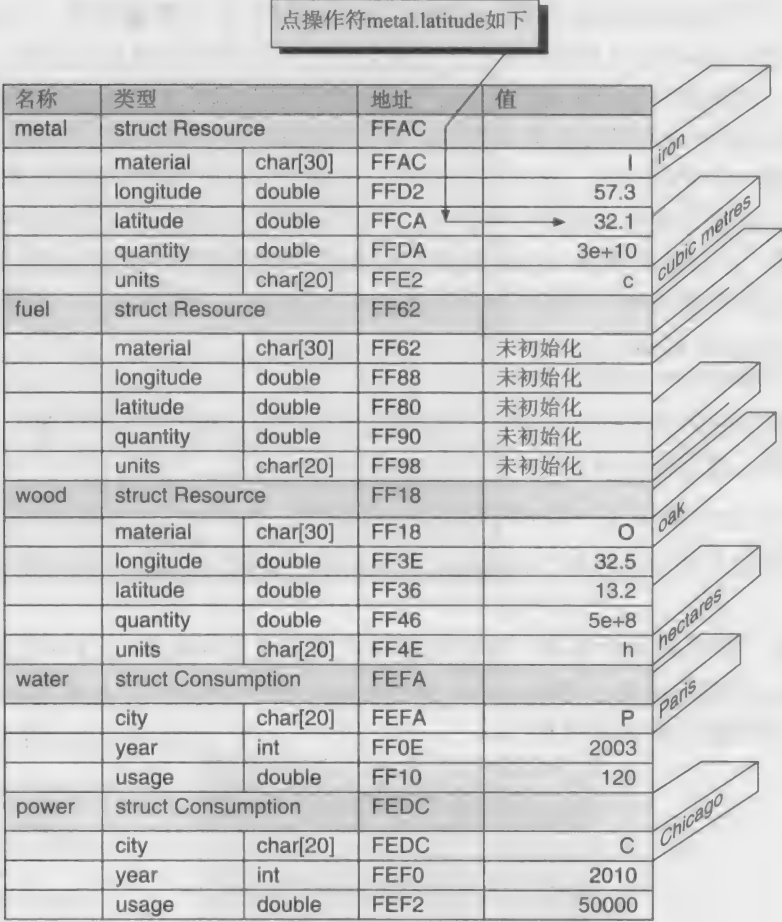 点操作符metal.latitude如下
名称 类型 地址 值
metal struct Resource FFAC
material char[30] FFAC I
longitude double FFD2 57.3
latitude double FFCA 32.1
quantity double FFDA 3e+10
units char[20] FFE2 c
fuel struct Resource FF62
material char[30] FF62 未初始化
longitude double FF88 未初始化
latitude double FF80 未初始化
quantity double FF90 未初始化
units char[20] FF98 未初始化
wood struct Resource FF18
material char[30] FF18 O
longitude double FF3E 32.5
latitude double FF36 13.2
quantity double FF46 5e+8
units char[20] FF4E h
water struct Consumption FEFA
city char[20] FEFA P
year int FF0E 2003
usage double FF10 120
power struct Consumption FEDC
city char[20] FEDC C
year int FEF0 2010
usage double FEF2 50000
iron
cubic metres
oak
hectares
Paris
Chicago